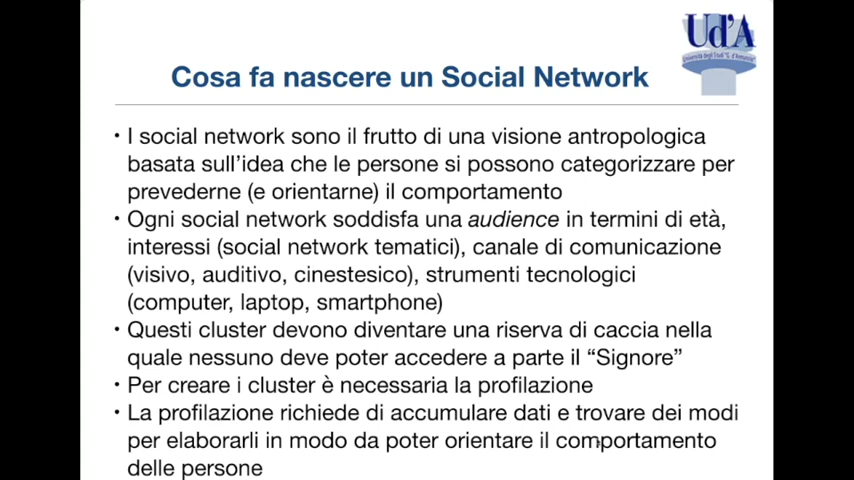 Ud'A
Università degli Studi "G. d'Annunzio"
Cosa fa nascere un Social Network
• I social network sono il frutto di una visione antropologica
basata sull'idea che le persone si possono categorizzare per
prevederne (e orientarne) il comportamento
• Ogni social network soddisfa una audience in termini di età,
interessi (social network tematici), canale di comunicazione
(visivo, auditivo, cinestesico), strumenti tecnologici
(computer, laptop, smartphone)
• Questi cluster devono diventare una riserva di caccia nella
quale nessuno deve poter accedere a parte il “Signore”
• Per creare i cluster è necessaria la profilazione
• La profilazione richiede di accumulare dati e trovare dei modi
per elaborarli in modo da poter orientare il comportamento
delle persone